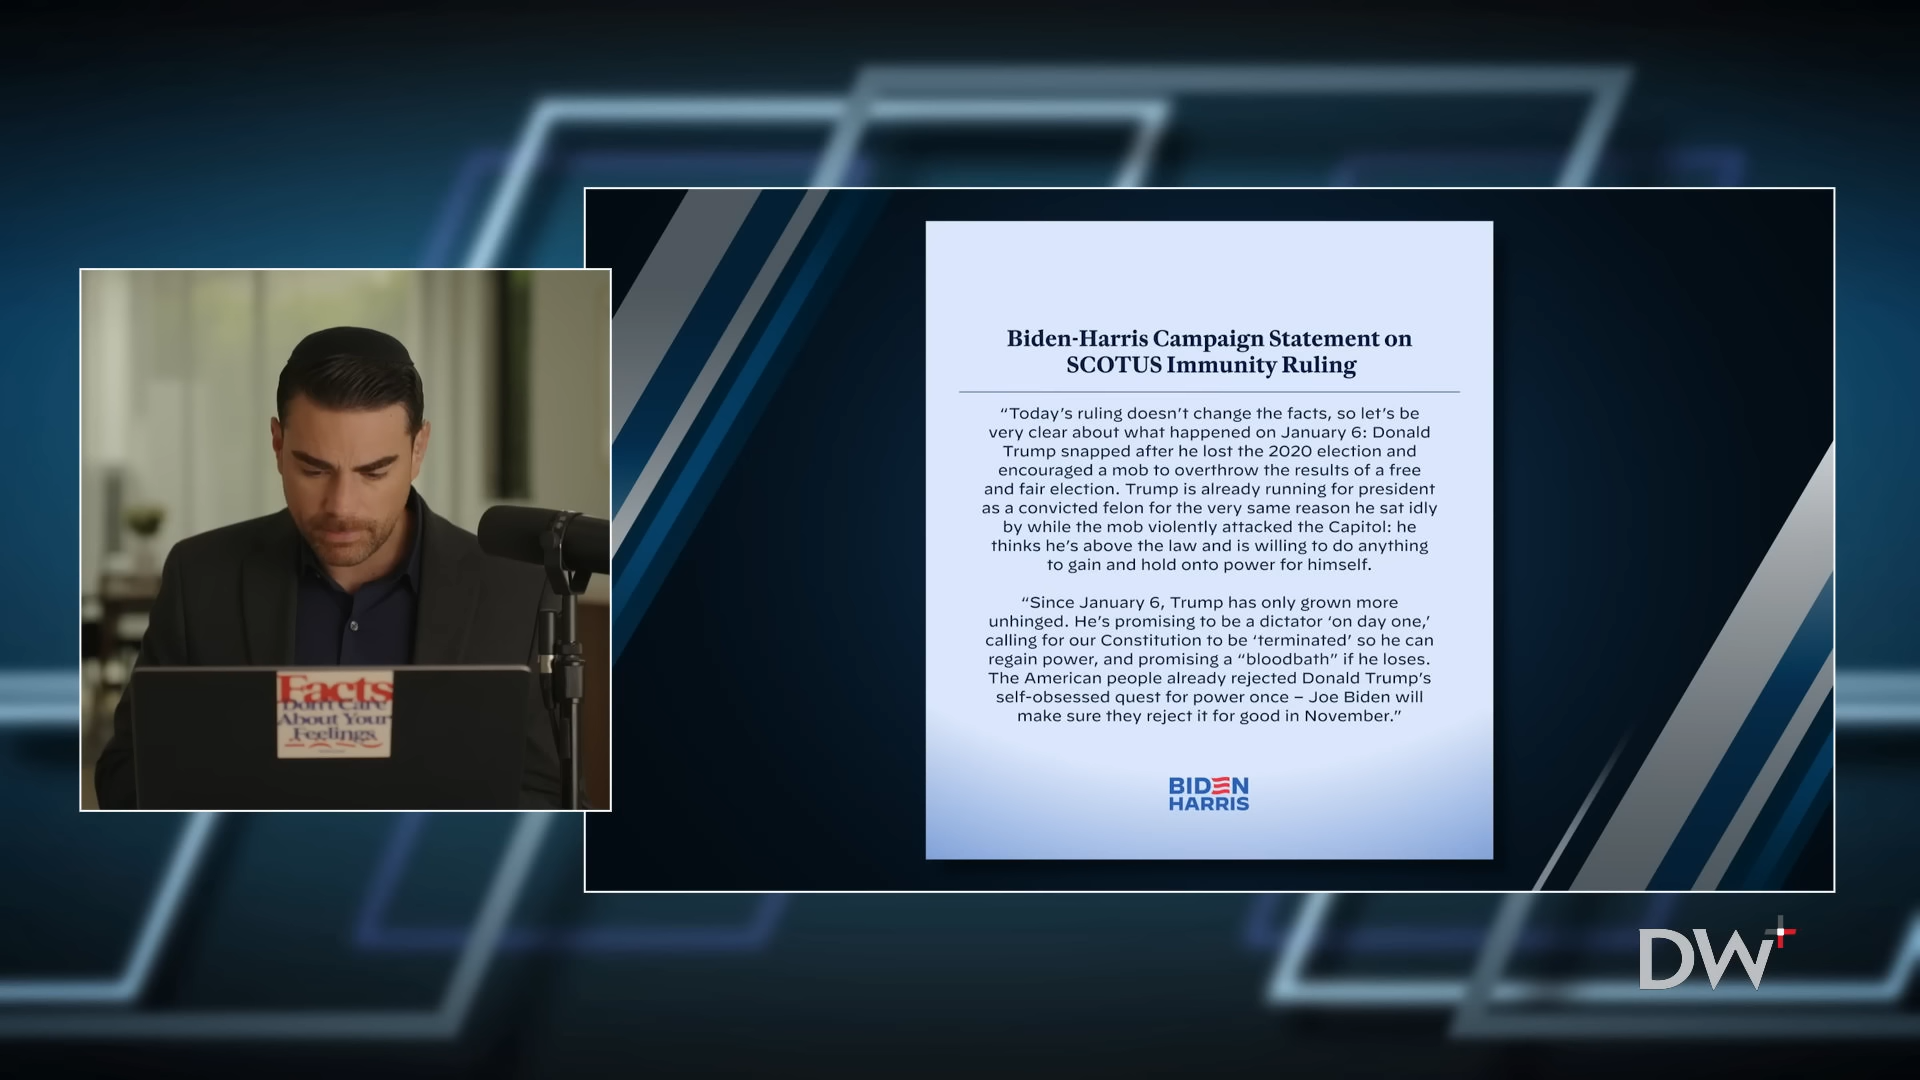 Biden-Harris Campaign Statement on
SCOTUS Immunity Ruling
“Today’s ruling doesn’t change the facts, so let’s be
very clear about what happened on January 6: Donald
Trump snapped after he lost the 2020 election and
encouraged a mob to overthrow the results of a free
and fair election. Trump is already running for president
as a convicted felon for the very same reason he sat idly
by while the mob violently attacked the Capitol: he
thinks he’s above the law and is willing to do anything
to gain and hold onto power for himself.
“Since January 6, Trump has only grown more
unhinged. He’s promising to be a dictator ‘on day one,’
calling for our Constitution to be ‘terminated’ so he can
regain power, and promising a “bloodbath” if he loses.
The American people already rejected Donald Trump’s
self-obsessed quest for power once – Joe Biden will
make sure they reject it for good in November.”
BIDEN
HARRIS
Facts
Don't Care
About Your
Feelings
DW+